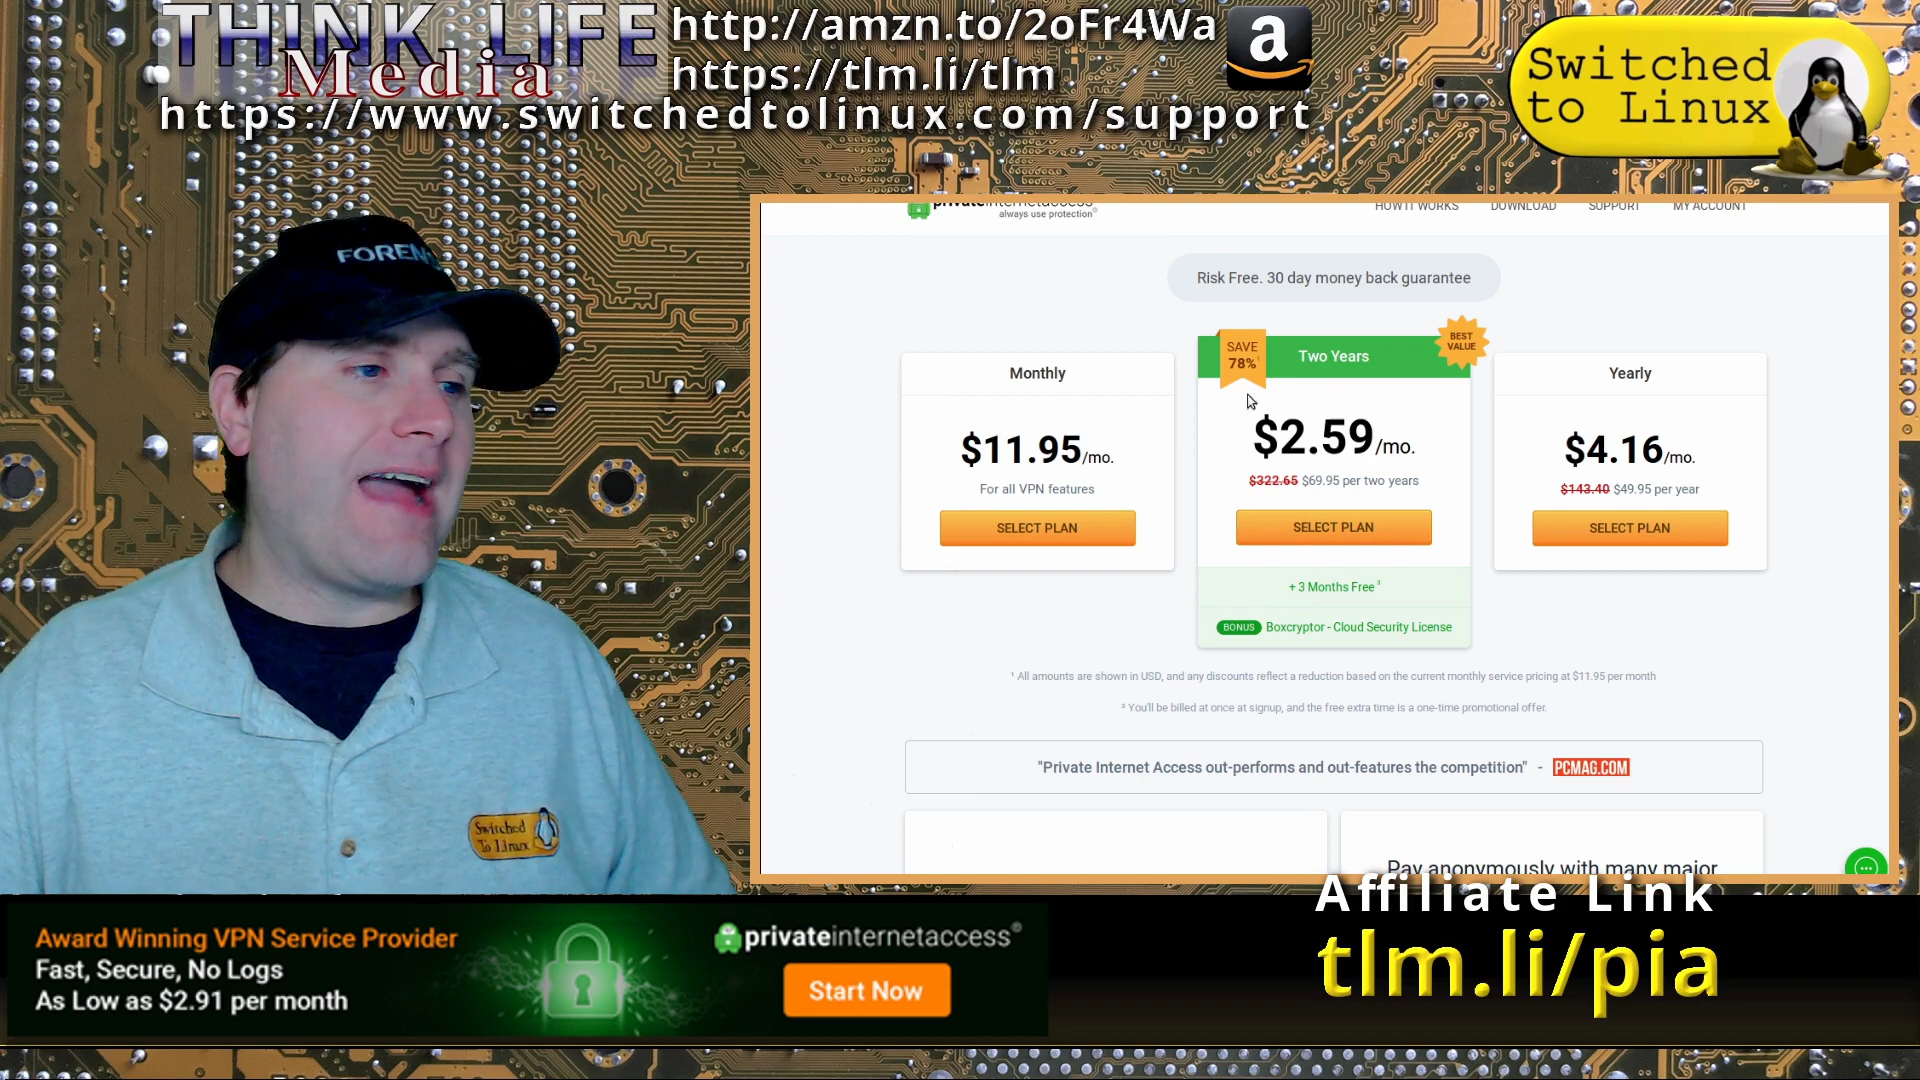 THINK LIFE
Media
http://amzn.to/2oFr4Wa
https://tlm.li/tlm
https://www.switchedtolinux.com/support
a
Switched
to Linux
privateinternetaccess
always use protection®
HOW IT WORKS
DOWNLOAD
SUPPORT
MY ACCOUNT
Risk Free. 30 day money back guarantee
Monthly
$11.95/mo.
For all VPN features
SELECT PLAN
SAVE
78%¹
Two Years
BEST
VALUE
$2.59/mo.
$322.65 $69.95 per two years
SELECT PLAN
+ 3 Months Free ³
BONUS Boxcryptor - Cloud Security License
Yearly
$4.16/mo.
$143.40 $49.95 per year
SELECT PLAN
¹ All amounts are shown in USD, and any discounts reflect a reduction based on the current monthly service pricing at $11.95 per month
³ You'll be billed at once at signup, and the free extra time is a one-time promotional offer.
"Private Internet Access out-performs and out-features the competition" - PCMAG.COM
Pay anonymously with many major
Switched
To Linux
Affiliate Link
tlm.li/pia
Award Winning VPN Service Provider
Fast, Secure, No Logs
As Low as $2.91 per month
privateinternetaccess®
Start Now